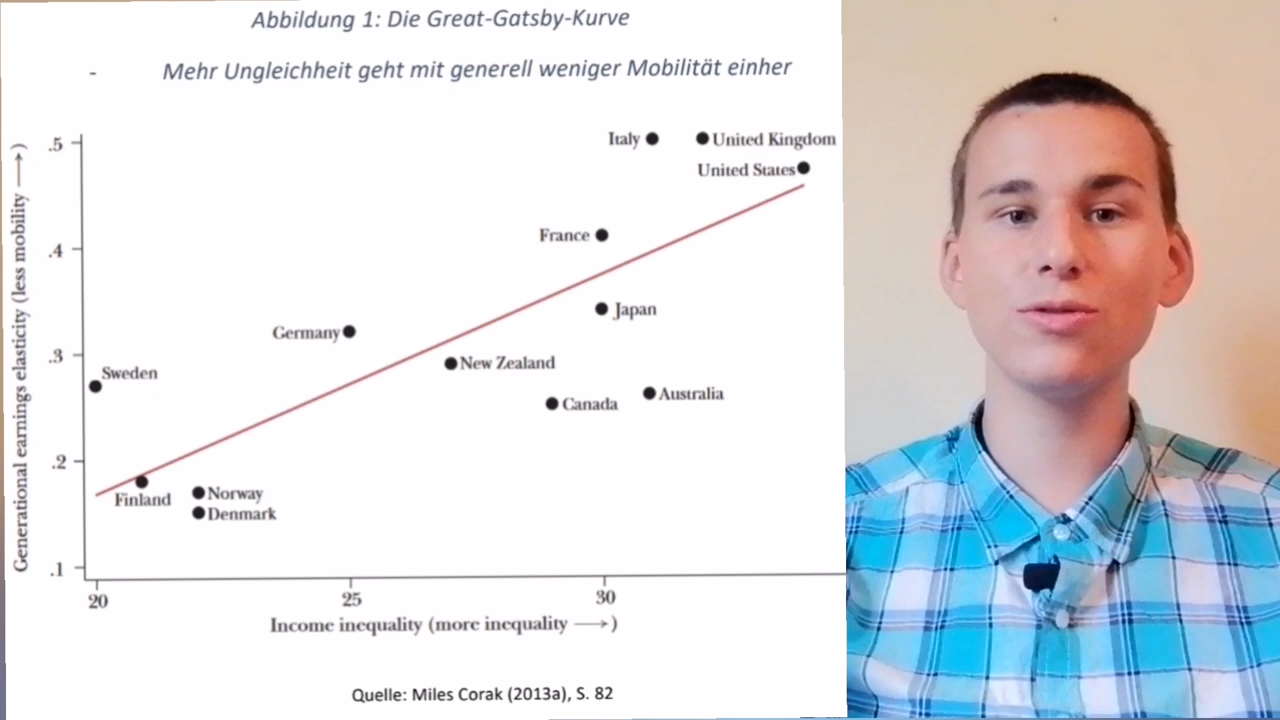 Abbildung 1: Die Great-Gatsby-Kurve
- Mehr Ungleichheit geht mit generell weniger Mobilität einher
Generational earnings elasticity (less mobility ⟶)
.5
.4
.3
.2
.1
Italy
United Kingdom
United States
France
Japan
Germany
New Zealand
Sweden
Australia
Canada
Finland
Norway
Denmark
20
25
30
Income inequality (more inequality ⟶)
Quelle: Miles Corak (2013a), S. 82